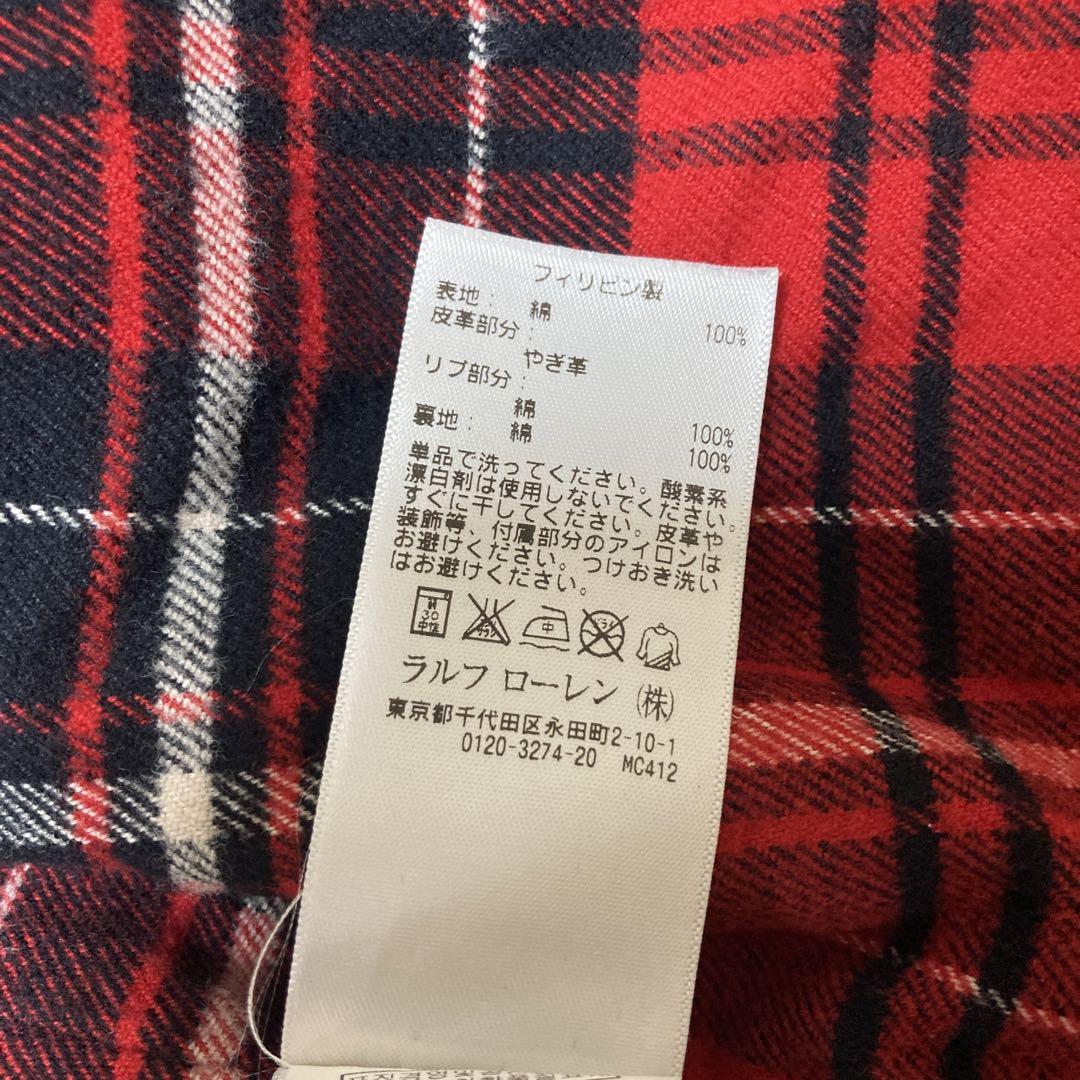 フィリピン製
表地： 綿 100%
皮革部分： やぎ革
リブ部分： 綿 100%
裏地： 綿 100%
単品で洗ってください。酸素系
漂白剤は使用しないでください。
すぐに干してください。皮革や
装飾等、付属部分のアイロンは
お避けください。つけおき洗い
はお避けください。
30
中性
中
ラルフ ローレン (株)
東京都千代田区永田町2-10-1
0120-3274-20 MC412